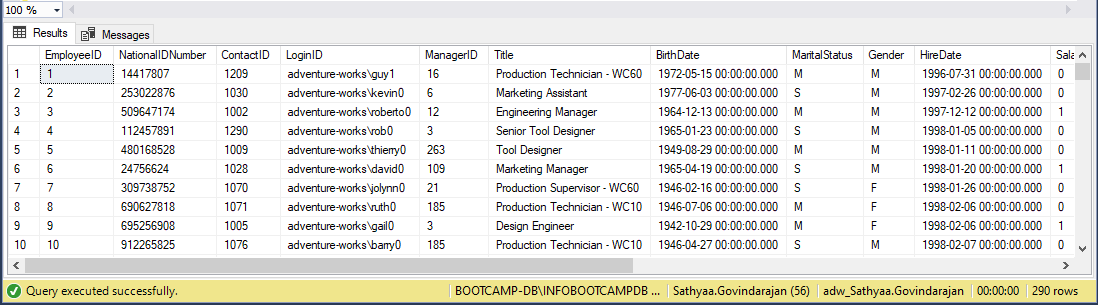 100 %
Results Messages
EmployeeID NationalIDNumber ContactID LoginID ManagerID Title BirthDate MaritalStatus Gender HireDate Sala
1 1 14417807 1209 adventure-works\guy1 16 Production Technician - WC60 1972-05-15 00:00:00.000 M M 1996-07-31 00:00:00.000 0
2 2 253022876 1030 adventure-works\kevin0 6 Marketing Assistant 1977-06-03 00:00:00.000 S M 1997-02-26 00:00:00.000 0
3 3 509647174 1002 adventure-works\roberto0 12 Engineering Manager 1964-12-13 00:00:00.000 M M 1997-12-12 00:00:00.000 1
4 4 112457891 1290 adventure-works\rob0 3 Senior Tool Designer 1965-01-23 00:00:00.000 S M 1998-01-05 00:00:00.000 0
5 5 480168528 1009 adventure-works\thierry0 263 Tool Designer 1949-08-29 00:00:00.000 M M 1998-01-11 00:00:00.000 0
6 6 24756624 1028 adventure-works\david0 109 Marketing Manager 1965-04-19 00:00:00.000 S M 1998-01-20 00:00:00.000 1
7 7 309738752 1070 adventure-works\jolynn0 21 Production Supervisor - WC60 1946-02-16 00:00:00.000 S F 1998-01-26 00:00:00.000 0
8 8 690627818 1071 adventure-works\ruth0 185 Production Technician - WC10 1946-07-06 00:00:00.000 M F 1998-02-06 00:00:00.000 0
9 9 695256908 1005 adventure-works\gail0 3 Design Engineer 1942-10-29 00:00:00.000 M F 1998-02-06 00:00:00.000 1
10 10 912265825 1076 adventure-works\barry0 185 Production Technician - WC10 1946-04-27 00:00:00.000 S M 1998-02-07 00:00:00.000 0
Query executed successfully. BOOTCAMP-DB\INFOBOOTCAMPDB ... Sathyaa.Govindarajan (56) adw_Sathyaa.Govindarajan 00:00:00 290 rows